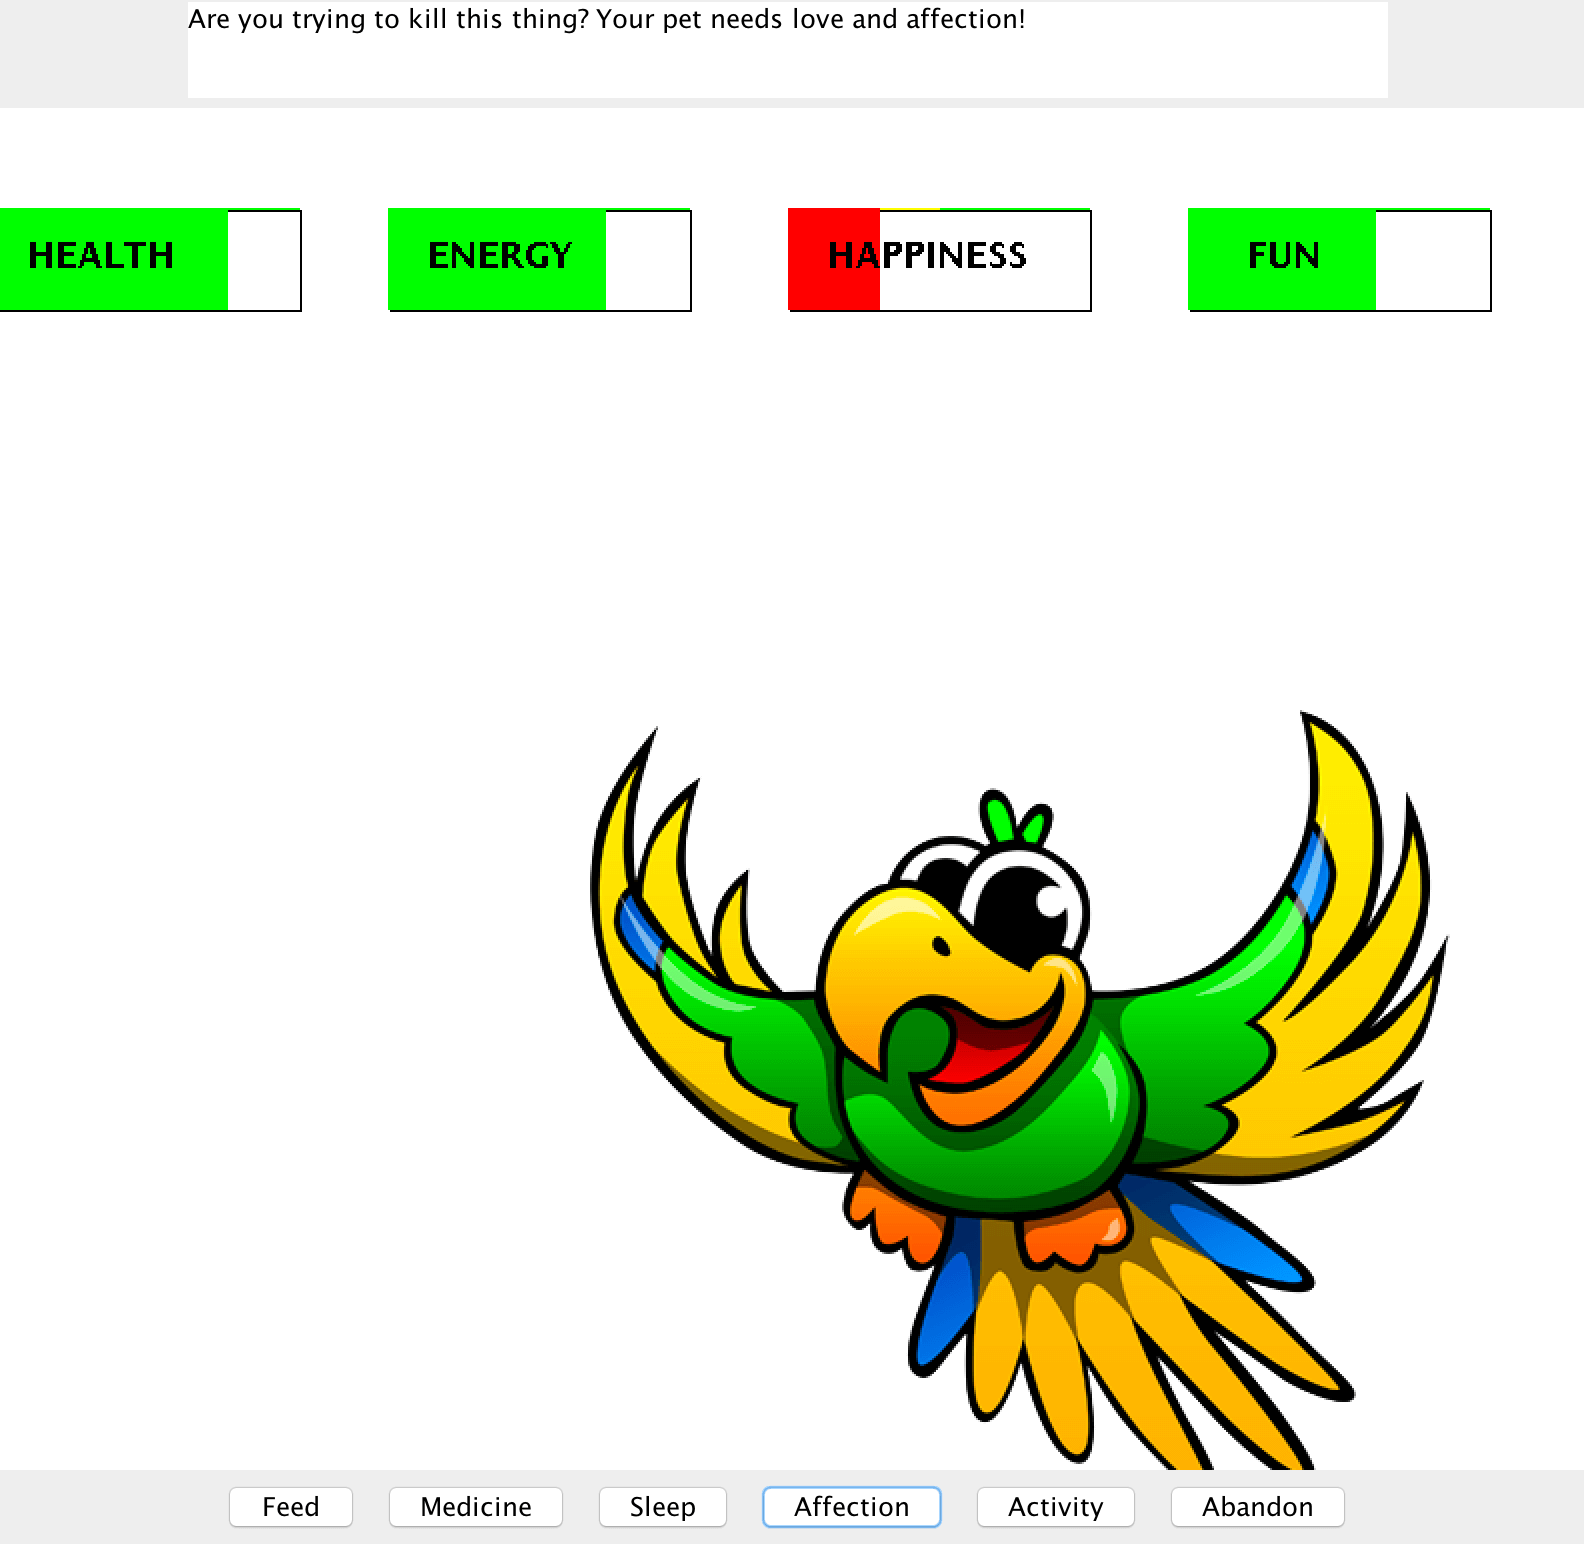 Are you trying to kill this thing? Your pet needs love and affection!
HEALTH
ENERGY
HAPPINESS
FUN
Feed
Medicine
Sleep
Affection
Activity
Abandon